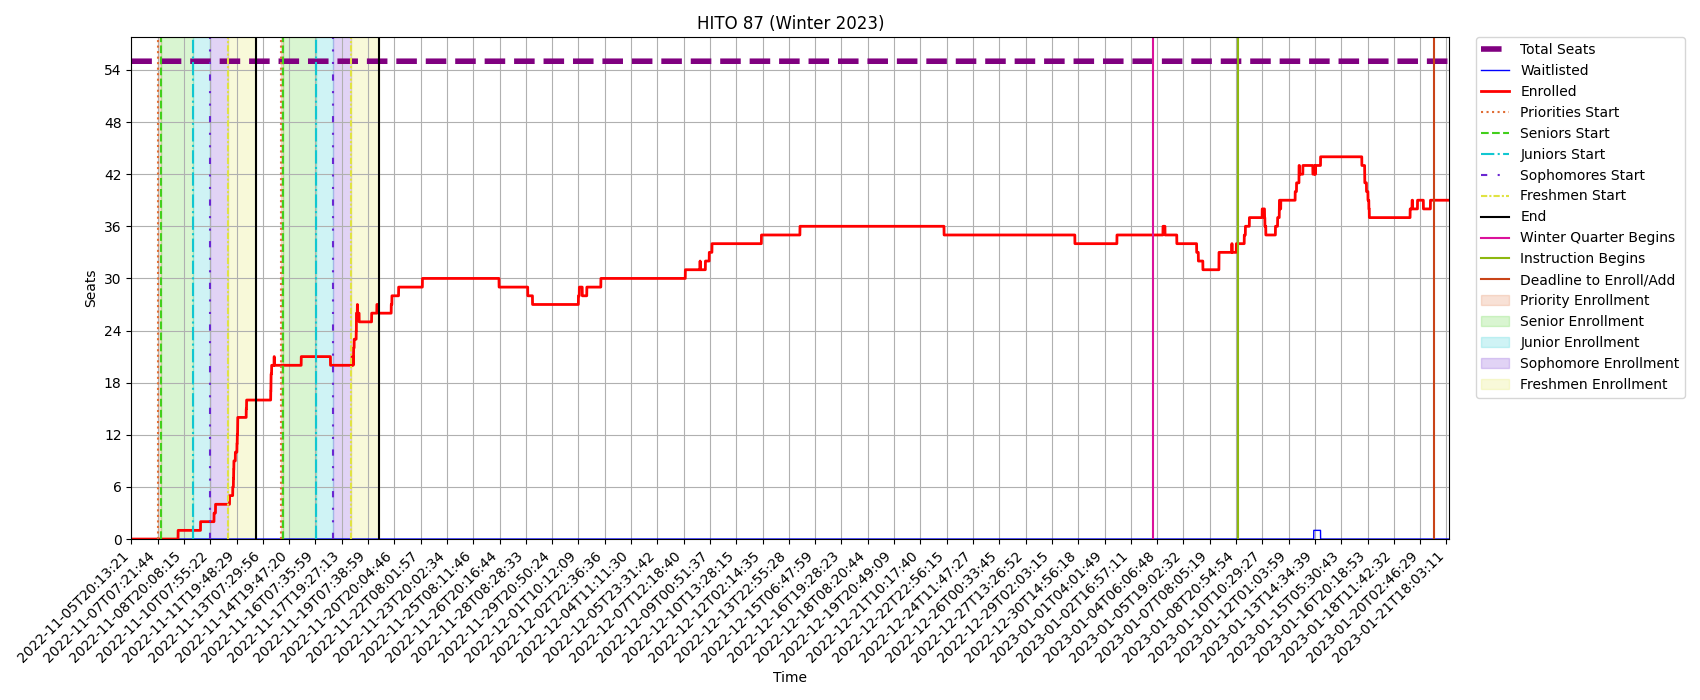 HITO 87 (Winter 2023)
Seats
54
48
42
36
30
24
18
12
6
0
2022-11-05T20:13:21
2022-11-07T07:21:44
2022-11-08T20:08:15
2022-11-10T07:55:22
2022-11-11T19:48:29
2022-11-13T07:29:56
2022-11-14T19:47:20
2022-11-16T07:35:59
2022-11-17T19:27:13
2022-11-19T07:38:59
2022-11-20T20:04:46
2022-11-22T08:01:57
2022-11-23T20:02:34
2022-11-25T08:11:46
2022-11-26T20:16:44
2022-11-28T08:28:33
2022-11-29T20:50:24
2022-12-01T10:12:09
2022-12-02T22:36:36
2022-12-04T11:11:30
2022-12-05T23:31:42
2022-12-07T12:18:40
2022-12-09T00:51:37
2022-12-10T13:28:15
2022-12-12T02:14:35
2022-12-13T22:55:28
2022-12-15T06:47:59
2022-12-16T19:28:23
2022-12-18T08:20:44
2022-12-19T20:49:09
2022-12-21T10:17:40
2022-12-22T22:56:15
2022-12-24T11:47:27
2022-12-26T00:33:45
2022-12-27T13:26:52
2022-12-29T02:03:15
2022-12-30T14:56:18
2023-01-01T04:01:49
2023-01-02T16:57:11
2023-01-04T06:06:48
2023-01-05T19:02:32
2023-01-07T08:05:19
2023-01-08T20:54:54
2023-01-10T10:29:27
2023-01-12T01:03:59
2023-01-13T14:34:39
2023-01-15T05:30:43
2023-01-16T20:18:53
2023-01-18T11:42:32
2023-01-20T02:46:29
2023-01-21T18:03:11
Time
Total Seats
Waitlisted
Enrolled
Priorities Start
Seniors Start
Juniors Start
Sophomores Start
Freshmen Start
End
Winter Quarter Begins
Instruction Begins
Deadline to Enroll/Add
Priority Enrollment
Senior Enrollment
Junior Enrollment
Sophomore Enrollment
Freshmen Enrollment